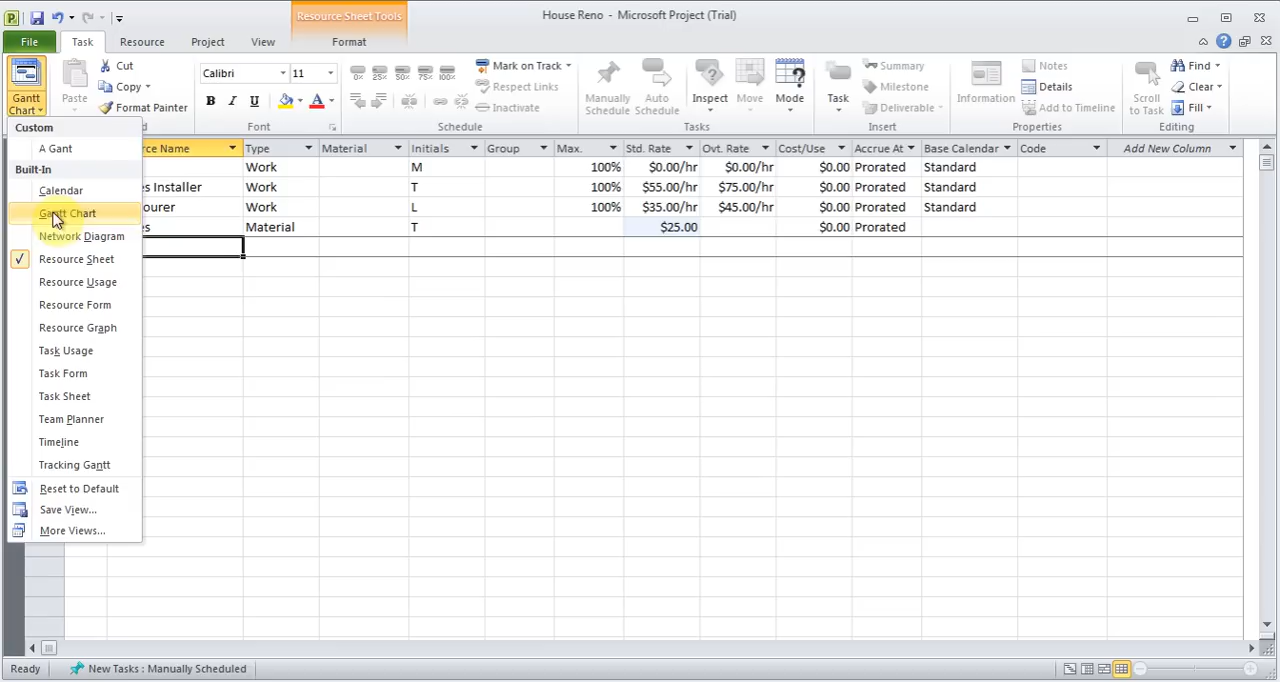 Resource Sheet Tools
House Reno - Microsoft Project (Trial)
File Task Resource Project View Format
Gantt Chart
Paste
Cut
Copy
Format Painter
Calibri 11
B I U
Font
0% 25% 50% 75% 100%
Mark on Track
Respect Links
Inactivate
Schedule
Manually Schedule
Auto Schedule
Inspect
Move
Mode
Tasks
Task
Summary
Milestone
Deliverable
Insert
Information
Notes
Details
Add to Timeline
Properties
Scroll to Task
Find
Clear
Fill
Editing
Custom
A Gant
Built-In
Calendar
Gantt Chart
Network Diagram
Resource Sheet
Resource Usage
Resource Form
Resource Graph
Task Usage
Task Form
Task Sheet
Team Planner
Timeline
Tracking Gantt
Reset to Default
Save View...
More Views...
rce Name Type Material Initials Group Max. Std. Rate Ovt. Rate Cost/Use Accrue At Base Calendar Code Add New Column
Work M 100% $0.00/hr $0.00/hr $0.00 Prorated Standard
es Installer Work T 100% $55.00/hr $75.00/hr $0.00 Prorated Standard
ourer Work L 100% $35.00/hr $45.00/hr $0.00 Prorated Standard
es Material T $25.00 $0.00 Prorated
Ready New Tasks : Manually Scheduled